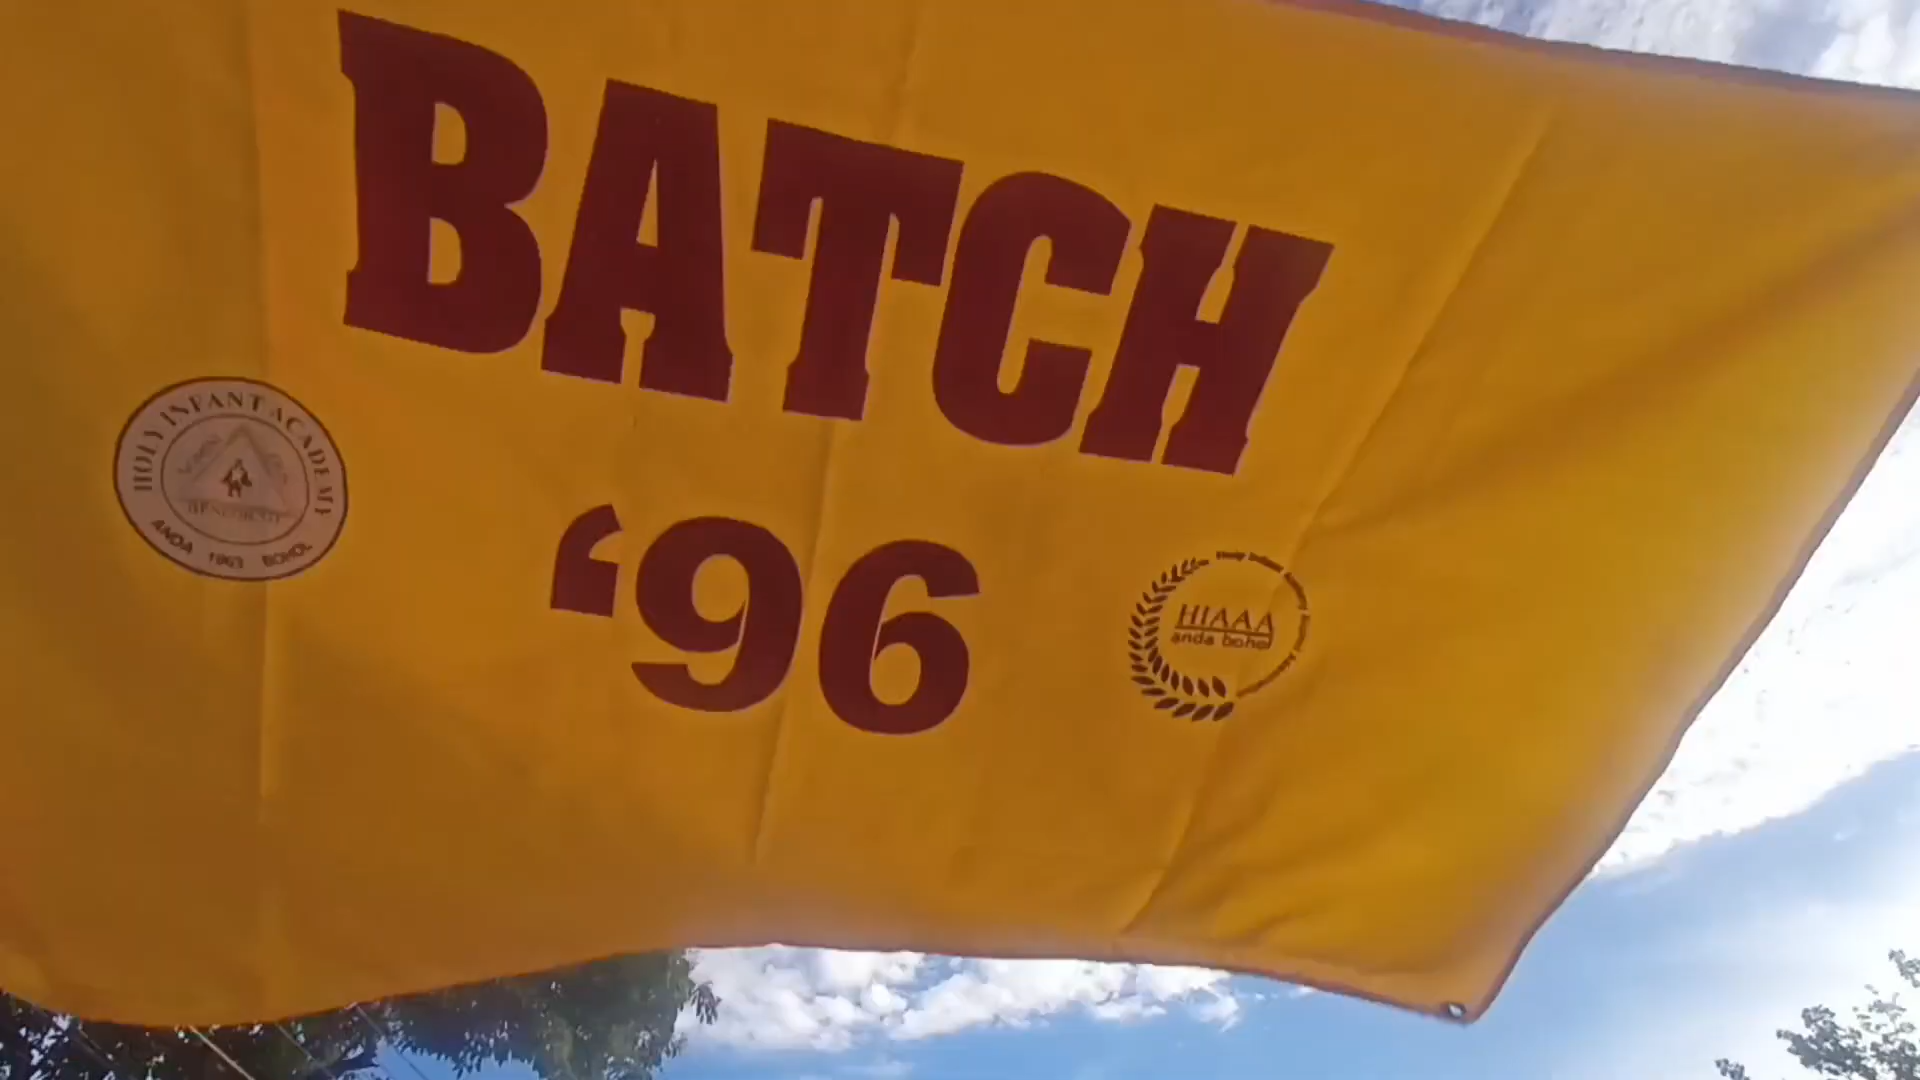 BATCH
‘96
HOLY INFANT ACADEMY
ANDA 1963 BOHOL
HIAAA
anda bohol